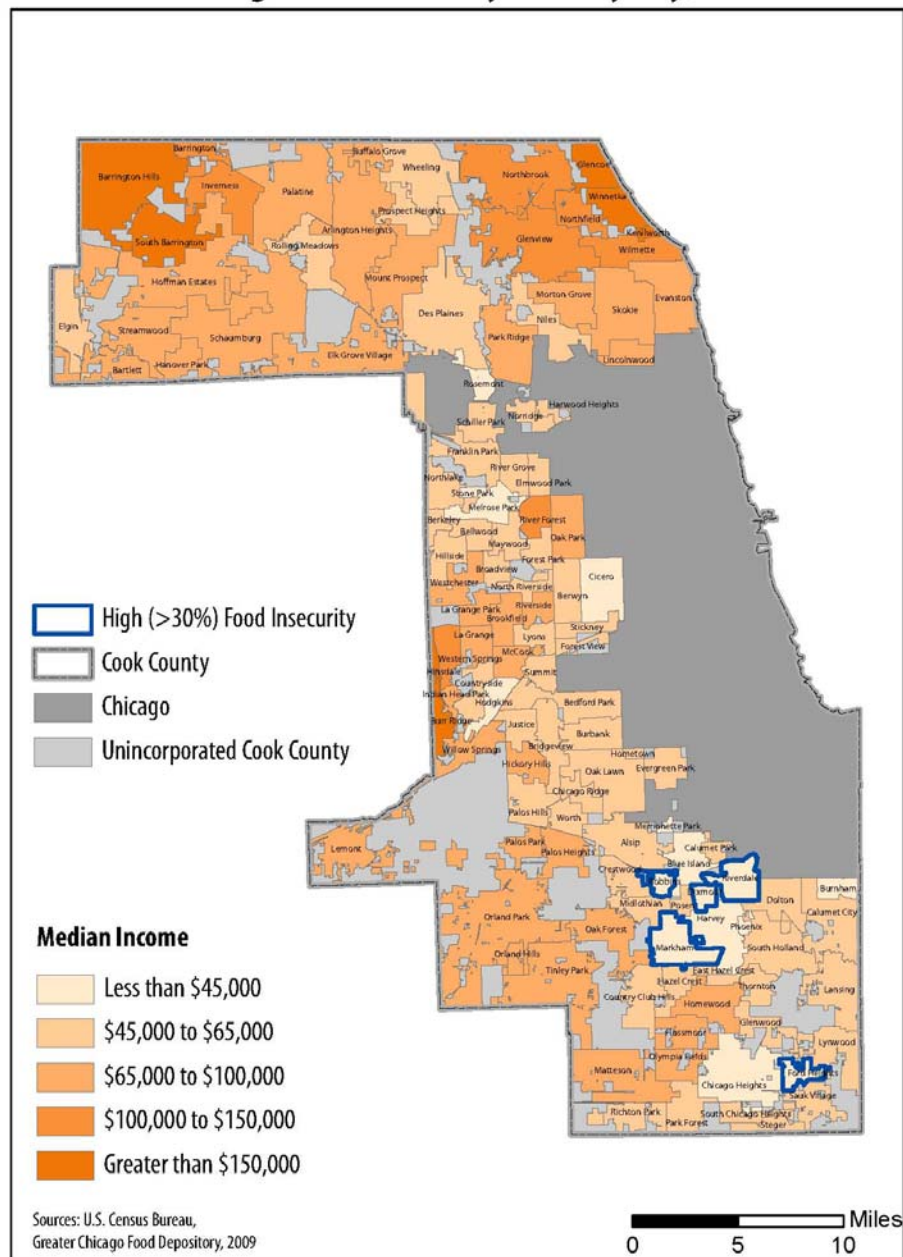 Barrington
Buffalo Grove
Wheeling
Glencoe
Barrington Hills
Inverness
Palatine
Northbrook
Winnetka
Prospect Heights
Northfield
Arlington Heights
Kenilworth
South Barrington
Rolling Meadows
Glenview
Wilmette
Hoffman Estates
Mount Prospect
Morton Grove
Evanston
Des Plaines
Skokie
Elgin
Streamwood
Niles
Schaumburg
Park Ridge
Elk Grove Village
Lincolnwood
Bartlett
Hanover Park
Rosemont
Harwood Heights
Norridge
Schiller Park
Franklin Park
River Grove
Northlake
Elmwood Park
Stone Park
Melrose Park
Berkeley
River Forest
Bellwood
Oak Park
Maywood
Hillside
Forest Park
Broadview
Cicero
Westchester
North Riverside
Berwyn
La Grange Park
Riverside
Brookfield
Stickney
La Grange
Lyons
Forest View
Western Springs
McCook
Hinsdale
Summit
Countryside
Indian Head Park
Hodgkins
Bedford Park
Burr Ridge
Justice
Burbank
Willow Springs
Bridgeview
Hometown
Hickory Hills
Oak Lawn
Evergreen Park
Chicago Ridge
Palos Hills
Worth
Merrionette Park
Lemont
Palos Park
Alsip
Calumet Park
Palos Heights
Blue Island
Crestwood
Robbins
Riverdale
Dixmoor
Burnham
Midlothian
Posen
Dolton
Orland Park
Harvey
Calumet City
Oak Forest
Phoenix
Markham
South Holland
Orland Hills
Tinley Park
East Hazel Crest
Hazel Crest
Thornton
Lansing
Country Club Hills
Homewood
Glenwood
Flossmoor
Lynwood
Olympia Fields
Matteson
Ford Heights
Chicago Heights
Sauk Village
Richton Park
South Chicago Heights
Park Forest
Steger
High (>30%) Food Insecurity
Cook County
Chicago
Unincorporated Cook County
Median Income
Less than $45,000
$45,000 to $65,000
$65,000 to $100,000
$100,000 to $150,000
Greater than $150,000
Sources: U.S. Census Bureau,
Greater Chicago Food Depository, 2009
Miles
0 5 10